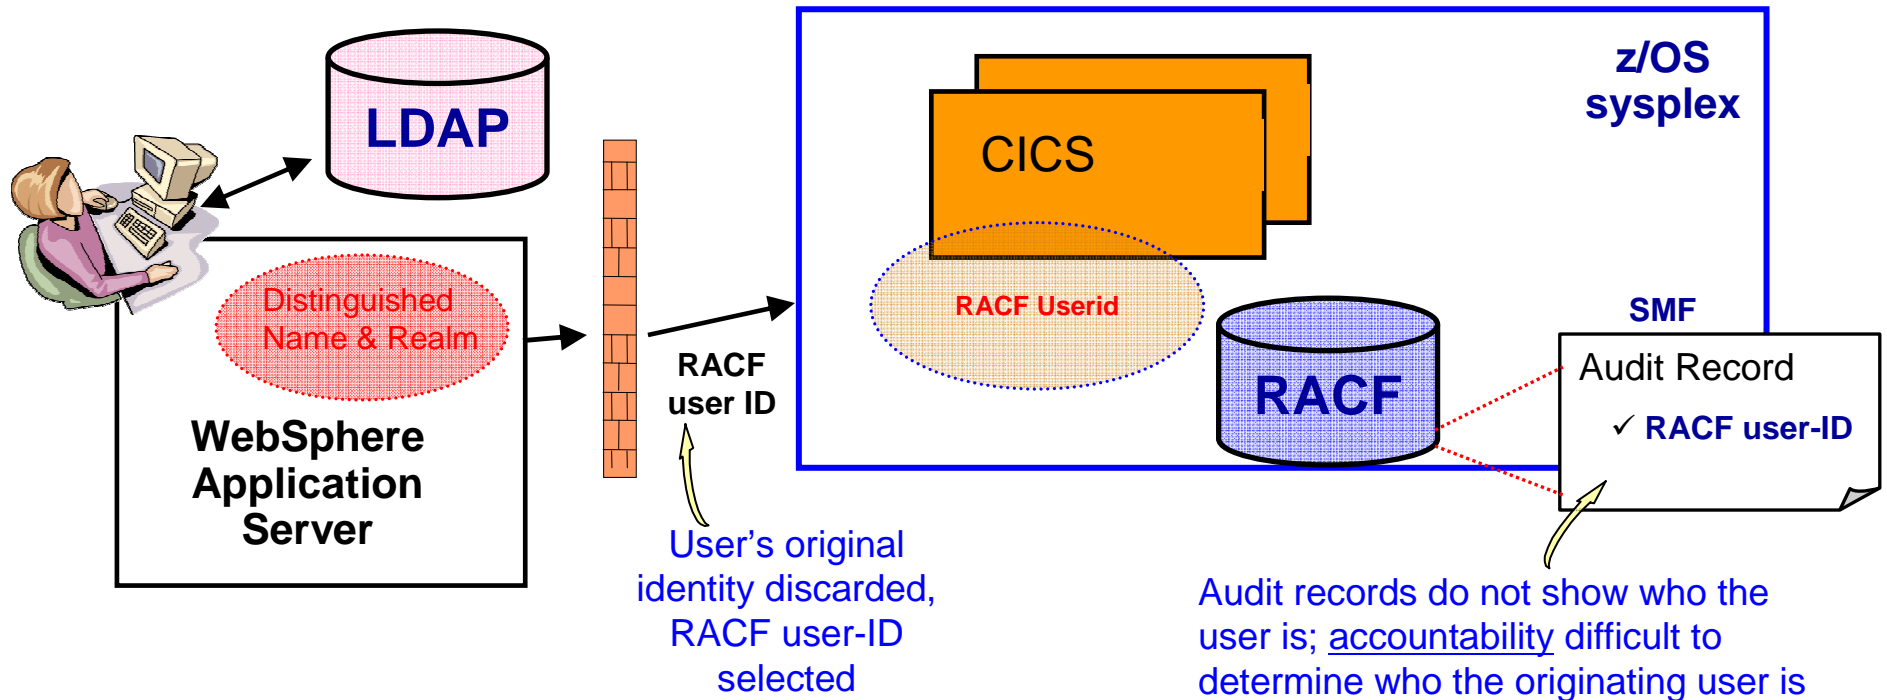 LDAP
Distinguished
Name & Realm
WebSphere
Application
Server
RACF
user ID
User's original
identity discarded,
RACF user-ID
selected
z/OS
sysplex
CICS
RACF Userid
RACF
SMF
Audit Record
✓ RACF user-ID
Audit records do not show who the
user is; accountability difficult to
determine who the originating user is